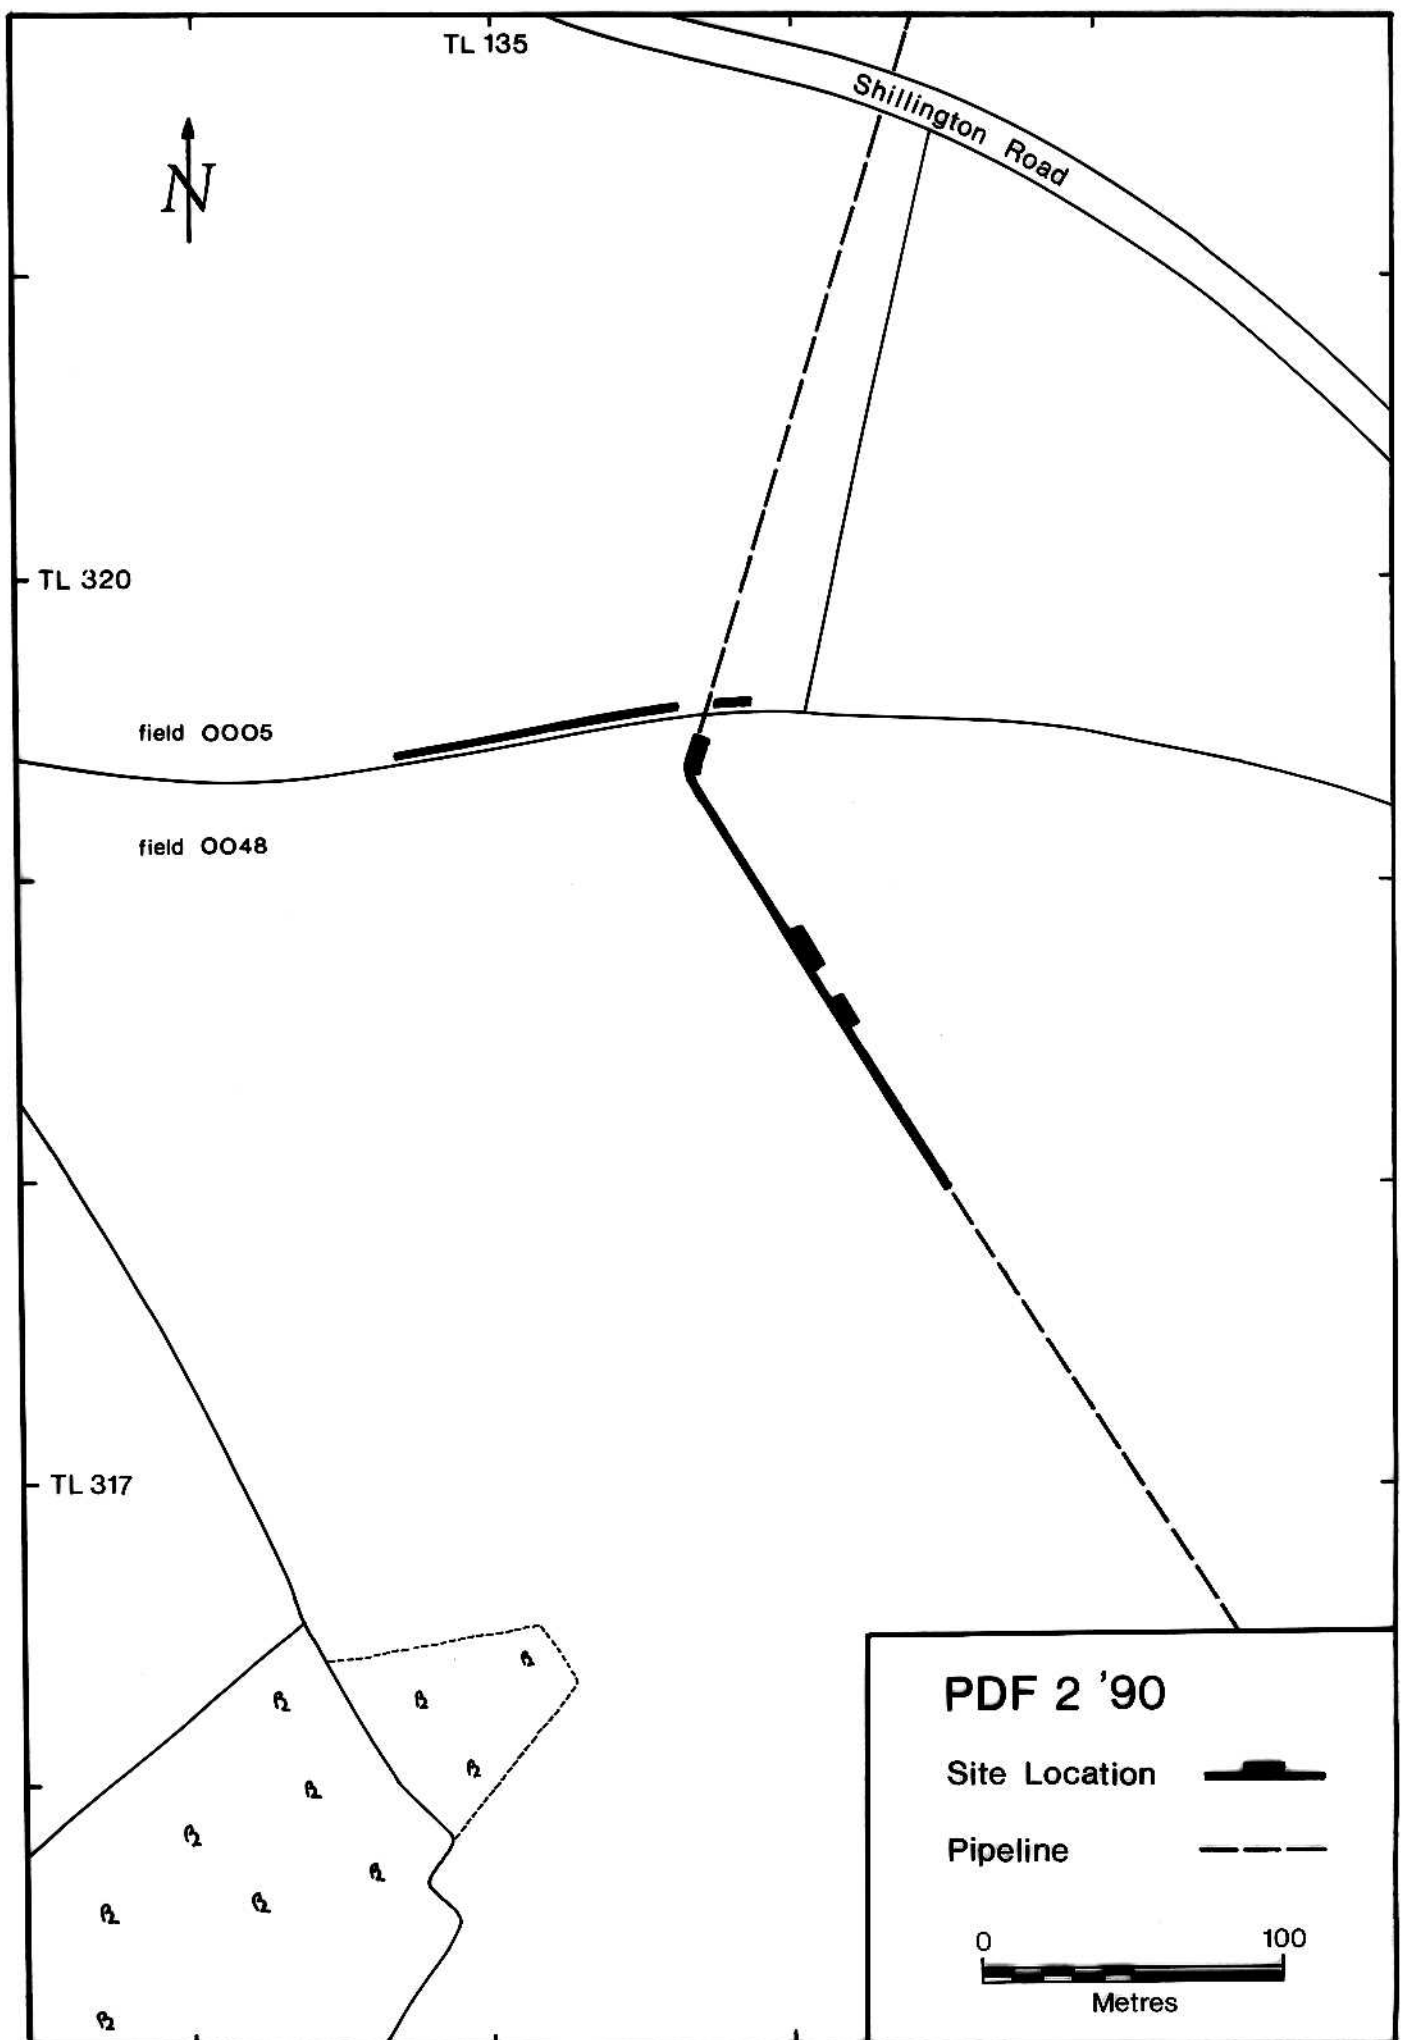 TL 135
Shillington Road
N
TL 320
field 0005
field 0048
TL 317
PDF 2 '90
Site Location
Pipeline
0 100
Metres